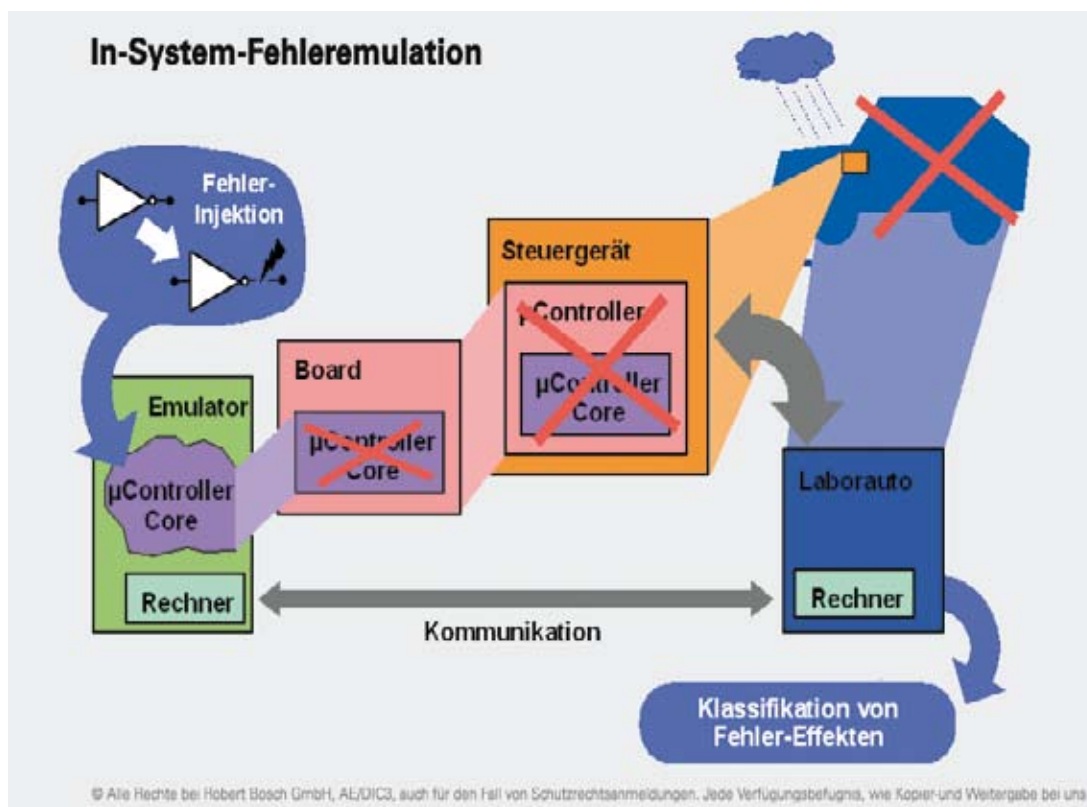 In-System-Fehleremulation
Fehler-
Injektion
Steuergerät
µController
µController
Core
Board
µController
Core
Emulator
µController
Core
Rechner
Laborauto
Rechner
Kommunikation
Klassifikation von
Fehler-Effekten
© Alle Rechte bei Robert Bosch GmbH, AE/DIC3, auch für den Fall von Schutzrechtsanmeldungen. Jede Verfügungsbefugnis, wie Kopier-und Weitergabe bei uns